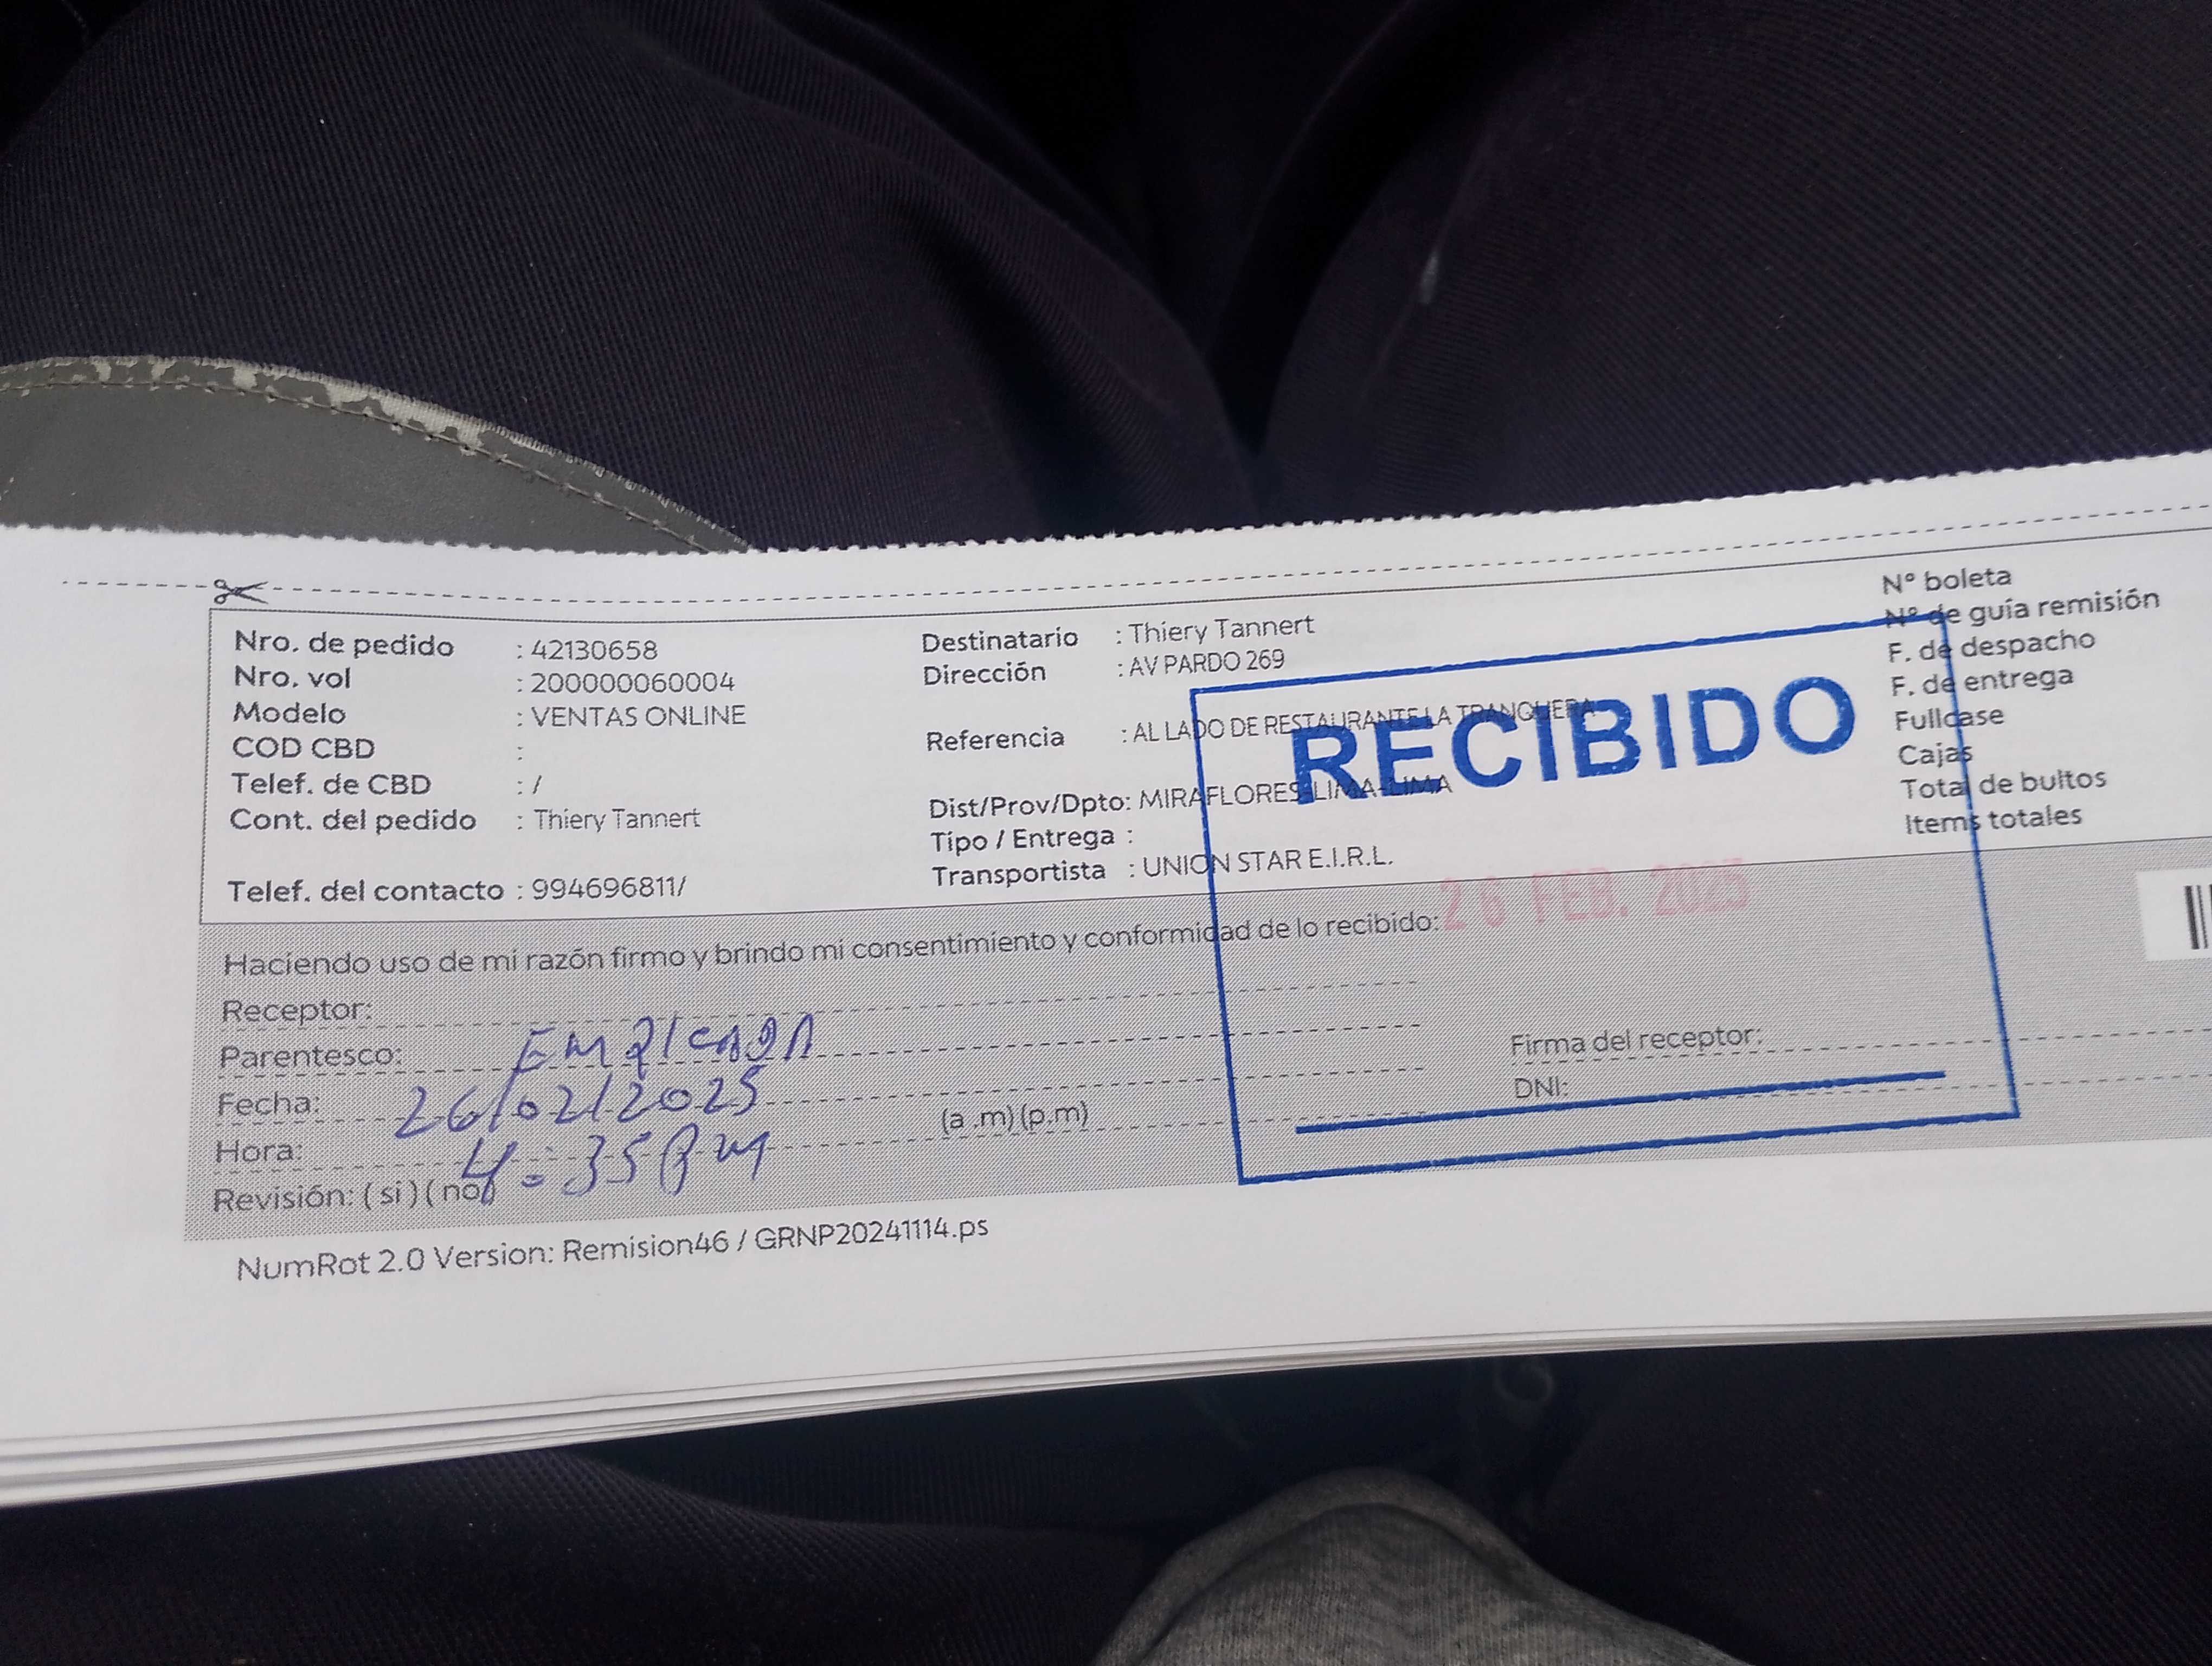 Nro. de pedido : 42130658
Nro. vol : 200000060004
Modelo : VENTAS ONLINE
COD CBD :
Telef. de CBD : /
Cont. del pedido : Thiery Tannert
Telef. del contacto : 994696811/
Destinatario : Thiery Tannert
Dirección : AV PARDO 269
Referencia : AL LADO DE RESTAURANTE LA TRANQUERA
Dist/Prov/Dpto: MIRAFLORES-LIMA-LIMA
Tipo / Entrega :
Transportista : UNION STAR E.I.R.L.
N° boleta
N° de guía remisión
F. de despacho
F. de entrega
Fullcase
Cajas
Total de bultos
Items totales
RECIBIDO
26 FEB. 2025
Haciendo uso de mi razón firmo y brindo mi consentimiento y conformidad de lo recibido:
Receptor:
Parentesco:
Fecha: 26/02/2025
Hora: 4:35 pm (a .m) (p.m)
Revisión: ( si ) ( no)
Firma del receptor:
DNI:
NumRot 2.0 Version: Remision46 / GRNP20241114.ps